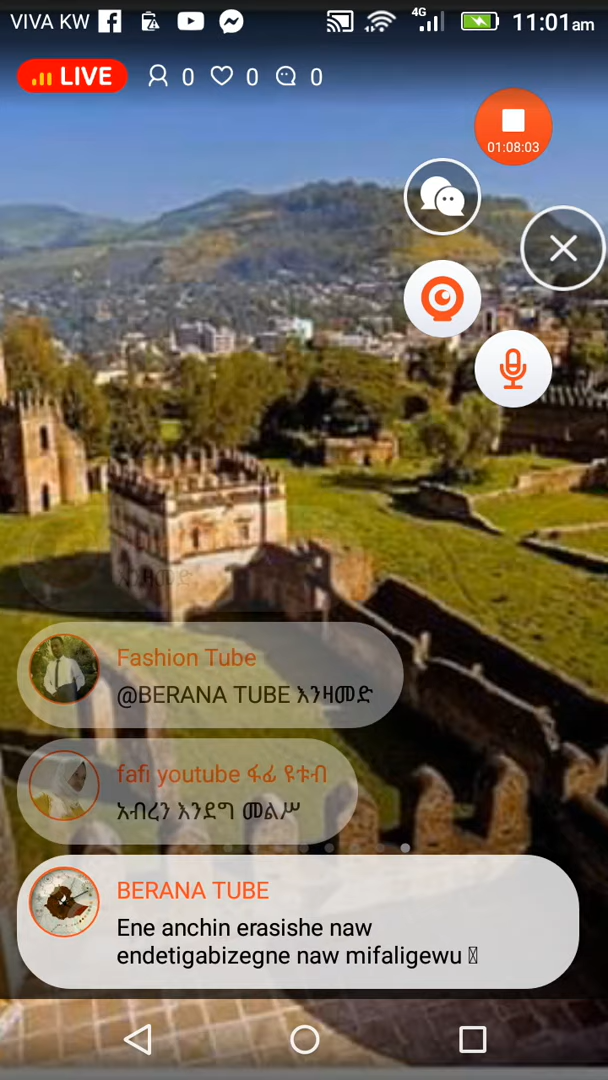 VIVA KW
4G
11:01am
LIVE
0
0
0
01:08:03
Fashion Tube
@BERANA TUBE እንዛመድ
fafi youtube ፋፊ ዩቱብ
አብረን እንደግ መልሥ
BERANA TUBE
Ene anchin erasishe naw
endetigabizegne naw mifaligewu